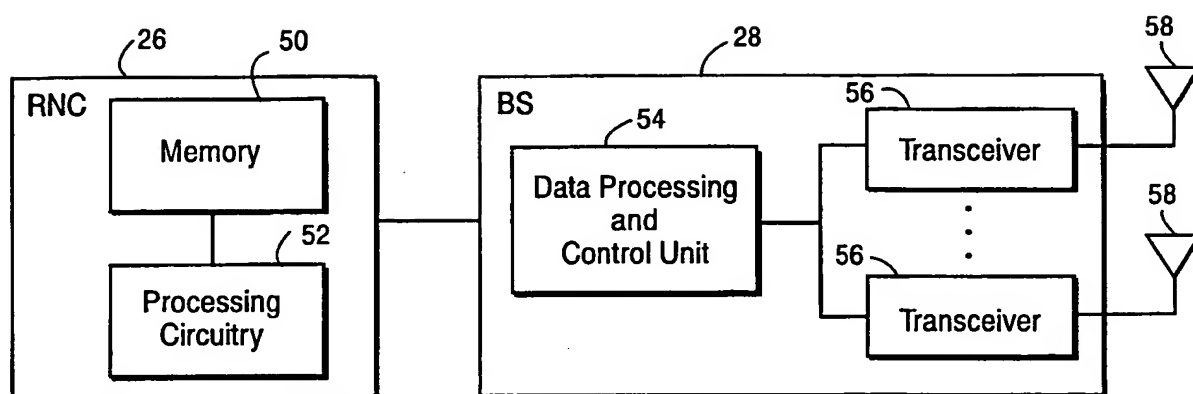 26
50
RNC
Memory
52
Processing
Circuitry
28
BS
54
Data Processing
and
Control Unit
56
Transceiver
56
Transceiver
58
58